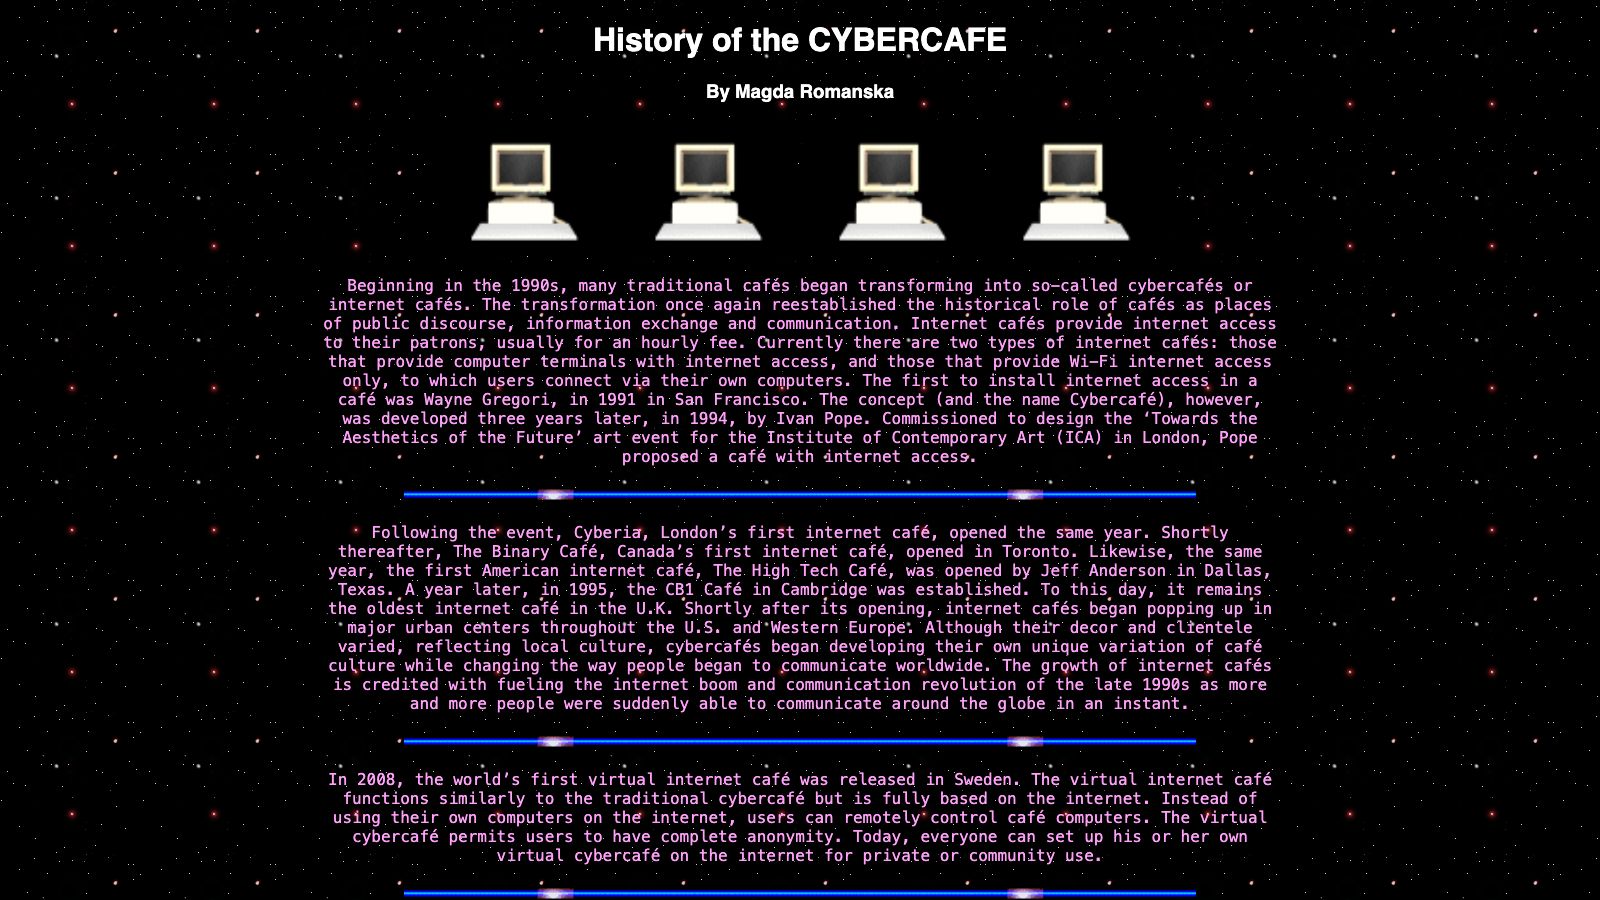 History of the CYBERCAFE
By Magda Romanska
Beginning in the 1990s, many traditional cafés began transforming into so-called cybercafés or
internet cafés. The transformation once again reestablished the historical role of cafés as places
of public discourse, information exchange and communication. Internet cafés provide internet access
to their patrons; usually for an hourly fee. Currently there are two types of internet cafés: those
that provide computer terminals with internet access, and those that provide Wi-Fi internet access
only, to which users connect via their own computers. The first to install internet access in a
café was Wayne Gregori, in 1991 in San Francisco. The concept (and the name Cybercafé), however,
was developed three years later, in 1994, by Ivan Pope. Commissioned to design the ‘Towards the
Aesthetics of the Future’ art event for the Institute of Contemporary Art (ICA) in London, Pope
proposed a café with internet access.
Following the event, Cyberia, London’s first internet café, opened the same year. Shortly
thereafter, The Binary Café, Canada’s first internet café, opened in Toronto. Likewise, the same
year, the first American internet café, The High Tech Café, was opened by Jeff Anderson in Dallas,
Texas. A year later, in 1995, the CB1 Café in Cambridge was established. To this day, it remains
the oldest internet café in the U.K. Shortly after its opening, internet cafés began popping up in
major urban centers throughout the U.S. and Western Europe. Although their decor and clientele
varied, reflecting local culture, cybercafés began developing their own unique variation of café
culture while changing the way people began to communicate worldwide. The growth of internet cafés
is credited with fueling the internet boom and communication revolution of the late 1990s as more
and more people were suddenly able to communicate around the globe in an instant.
In 2008, the world’s first virtual internet café was released in Sweden. The virtual internet café
functions similarly to the traditional cybercafé but is fully based on the internet. Instead of
using their own computers on the internet, users can remotely control café computers. The virtual
cybercafé permits users to have complete anonymity. Today, everyone can set up his or her own
virtual cybercafé on the internet for private or community use.